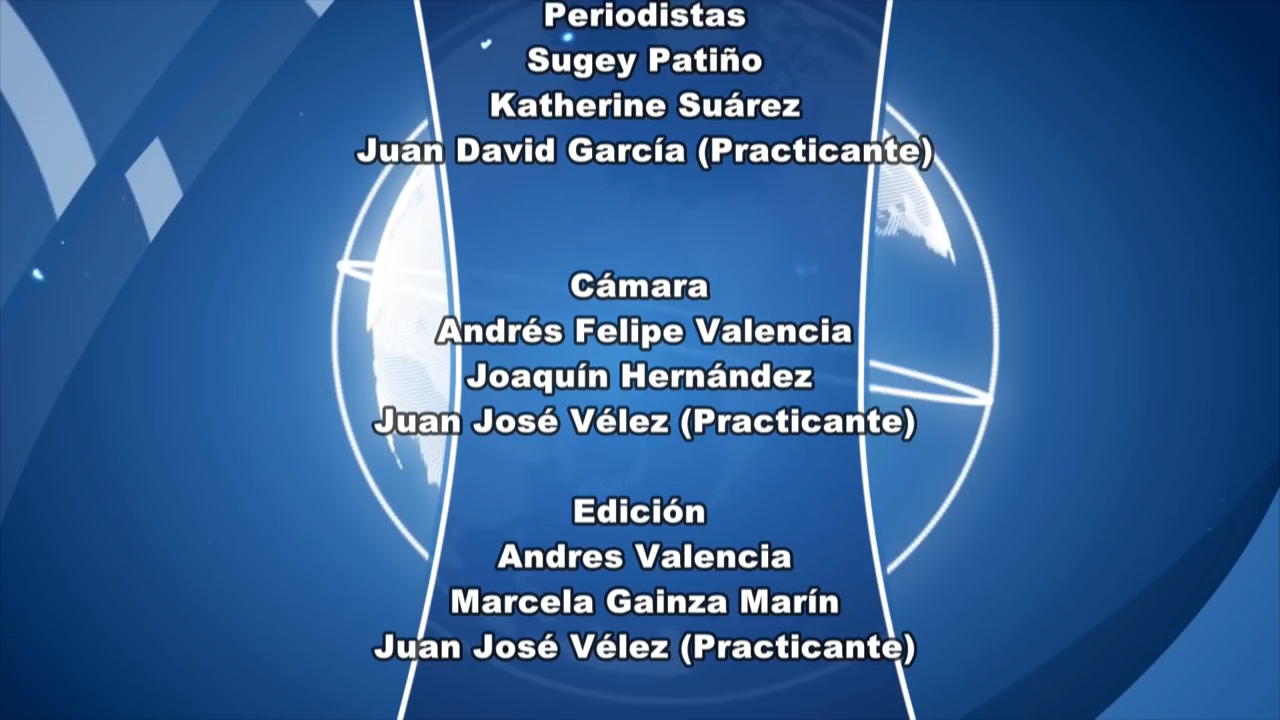 Periodistas
Sugey Patiño
Katherine Suárez
Juan David García (Practicante)
Cámara
Andrés Felipe Valencia
Joaquín Hernández
Juan José Vélez (Practicante)
Edición
Andres Valencia
Marcela Gainza Marín
Juan José Vélez (Practicante)